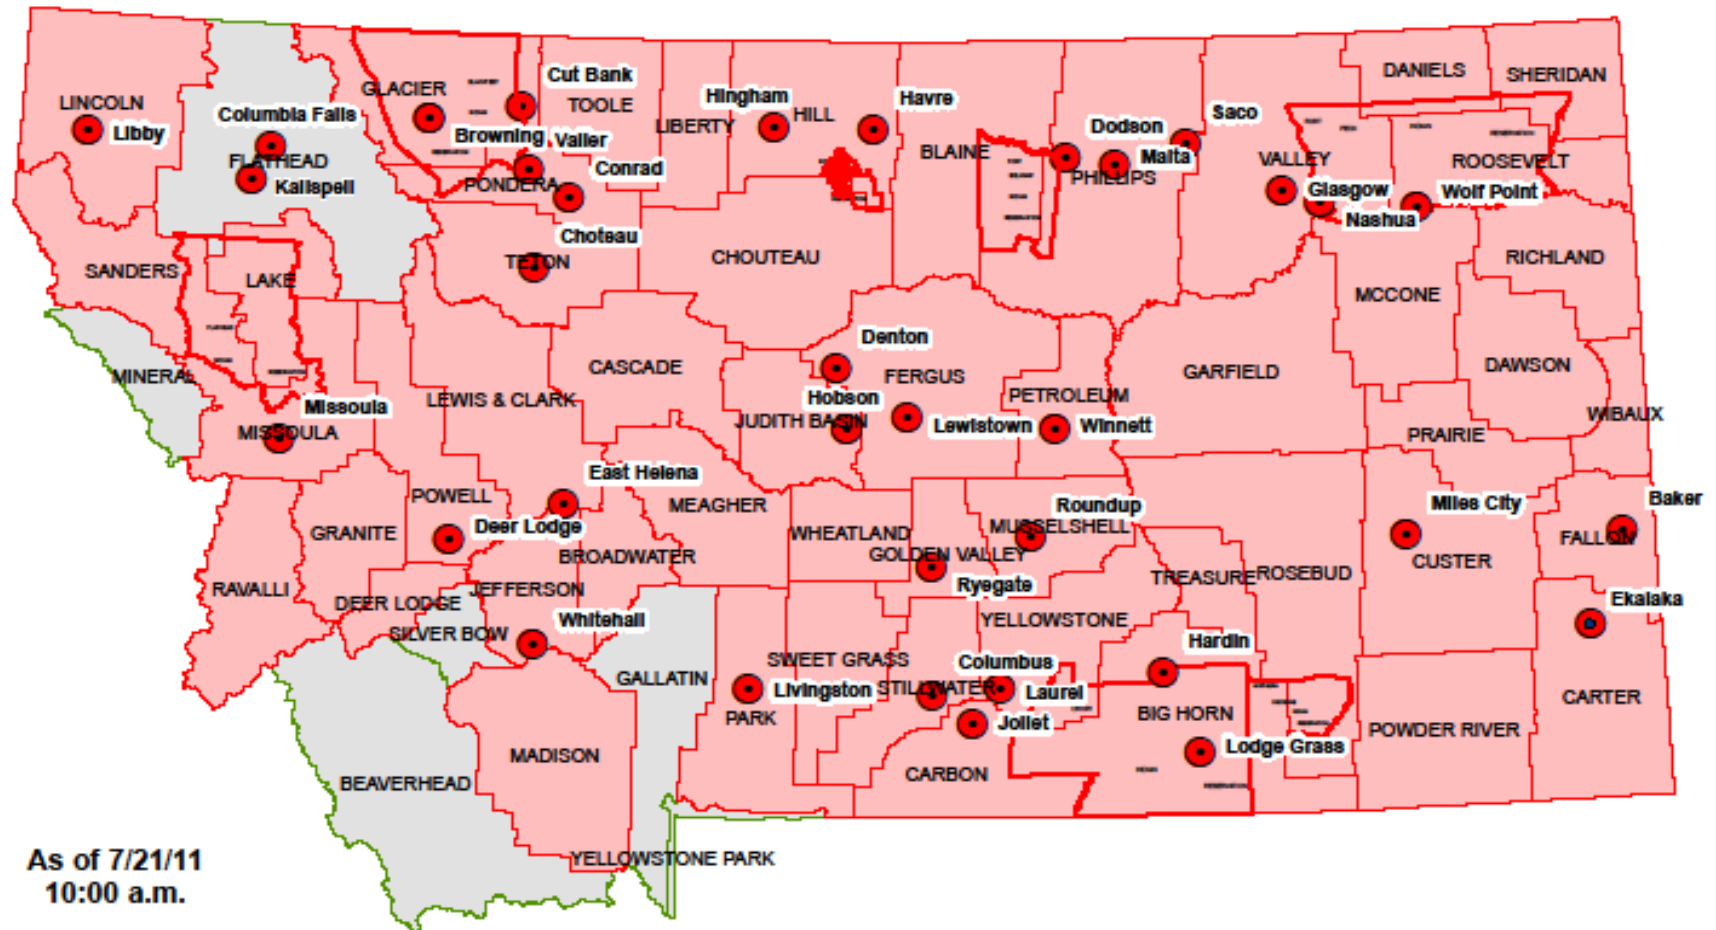 DANIELS
SHERIDAN
Cut Bank
GLACIER
TOOLE
Hingham
HILL
Havre
LINCOLN
Libby
Columbia Falls
LIBERTY
Saco
Browning
Valier
Dodson
Malta
BLAINE
PHILLIPS
VALLEY
ROOSEVELT
FLATHEAD
Kalispell
PONDERA
Conrad
Glasgow
Wolf Point
Nashua
Choteau
TETON
CHOUTEAU
RICHLAND
SANDERS
LAKE
MCCONE
Denton
CASCADE
FERGUS
GARFIELD
DAWSON
MINERAL
Missoula
LEWIS & CLARK
Hobson
PETROLEUM
WIBAUX
MISSOULA
JUDITH BASIN
Lewistown
Winnett
PRAIRIE
East Helena
POWELL
MEAGHER
Roundup
Miles City
Baker
GRANITE
Deer Lodge
WHEATLAND
MUSSELSHELL
FALLON
BROADWATER
GOLDEN VALLEY
CUSTER
RAVALLI
JEFFERSON
Ryegate
TREASURE
ROSEBUD
DEER LODGE
Ekalaka
SILVER BOW
Whitehall
YELLOWSTONE
Hardin
GALLATIN
SWEET GRASS
Columbus
Livingston
STILLWATER
Laurel
CARTER
PARK
Joliet
BIG HORN
POWDER RIVER
MADISON
Lodge Grass
BEAVERHEAD
CARBON
YELLOWSTONE PARK
As of 7/21/11
10:00 a.m.